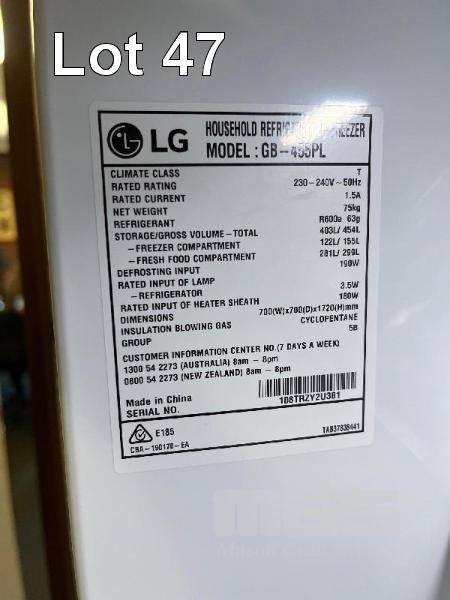 Lot 47
LG HOUSEHOLD REFRIGERATOR-FREEZER
MODEL : GB-455PL
CLIMATE CLASS T
RATED RATING 230-240V~50Hz
RATED CURRENT 1.5A
NET WEIGHT 75kg
REFRIGERANT R600a 63g
STORAGE/GROSS VOLUME-TOTAL 403L/ 454L
-FREEZER COMPARTMENT 122L/ 155L
-FRESH FOOD COMPARTMENT 281L/ 299L
DEFROSTING INPUT 190W
RATED INPUT OF LAMP
-REFRIGERATOR 3.5W
RATED INPUT OF HEATER SHEATH 180W
DIMENSIONS 700(W)x780(D)x1720(H)mm
INSULATION BLOWING GAS CYCLOPENTANE
GROUP 5B
CUSTOMER INFORMATION CENTER NO.(7 DAYS A WEEK)
1300 54 2273 (AUSTRALIA) 8am - 8pm
0800 54 2273 (NEW ZEALAND) 8am - 8pm
Made in China
SERIAL NO. 108TRZY2U381
E185
CBA-190178-EA
TAB37838441